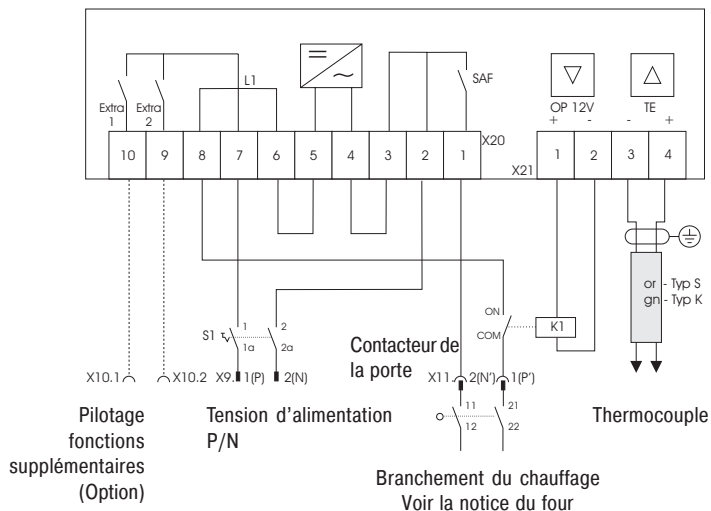 L1
SAF
Extra
1
Extra
2
OP 12V
+ -
TE
- +
X20
10 9 8 7 6 5 4 3 2 1
X21
1 2 3 4
or - Typ S
gn - Typ K
S1
1
2
1a
2a
ON
COM
K1
Contacteur de
la porte
X10.1
X10.2
X9.
1(P)
2(N)
X11.
2(N')
1(P')
11
12
21
22
Pilotage
fonctions
supplémentaires
(Option)
Tension d'alimentation
P/N
Thermocouple
Branchement du chauffage
Voir la notice du four